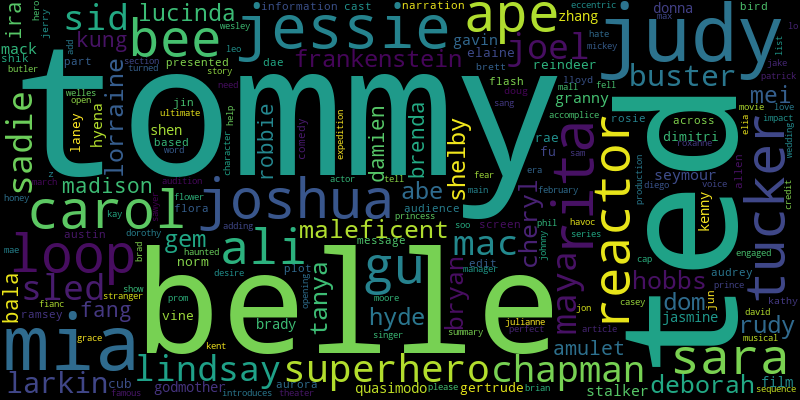 ira
sid
lucinda
bee
jessie
information cast
narration
ape
zhang
eccentric
donna
bird
hero
jerry
wesley
leo
kung
gavin
joel
judy
max
list
lo
mack
add
section
turned
frankenstein
elaine
hate
mickey
jake
patrick
shik
part
presented
dae
brett
reindeer
lloyd
buster
butler
story
flash
doug
mall
fell
tommy
welles
open
z
jin
ultimate
need
help
sang
granny
accomplice
rosie
mei
movie
love
sadie
laney
hyena
lorraine
shen
based
word
robbie
character
comedy
expedition
damien
brenda
shelby
rae
fu
era
sam
february
across
dimitri
elia
roxanne
impact
wedding
march
audition
actor
tell
fear
main
seymour
allen
tucker
honey
madison
flower
flora
joshua
abe
audience
princess
cheryl
phil
johnny
mayarita
havoc
series
reactor
ted
production
diego
voice
kenny
credit
carol
kay
sawyer
adding
soo
screen
maleficent
austin
dorothy
gem
ali
message
mac
jon
cap
engaged
mae
loop
brad
haunted
norm
desire
plot
gu
edit
manager
bryan
hobbs
audrey
prince
bala
sled
fianc
stranger
show
belle
tanya
opening
moore
casey
dom
jun
kathy
ramsey
fang
prom
vine
brady
singer
hyde
summary
julianne
perfect
article
jasmine
david
rudy
mia
grace
kent
amulet
musical
lindsay
superhero
chapman
sara
larkin
cub
famous
godmother
introduces
aurora
theater
quasimodo
please
gertrude
brian
stalker
deborah
film
sequence